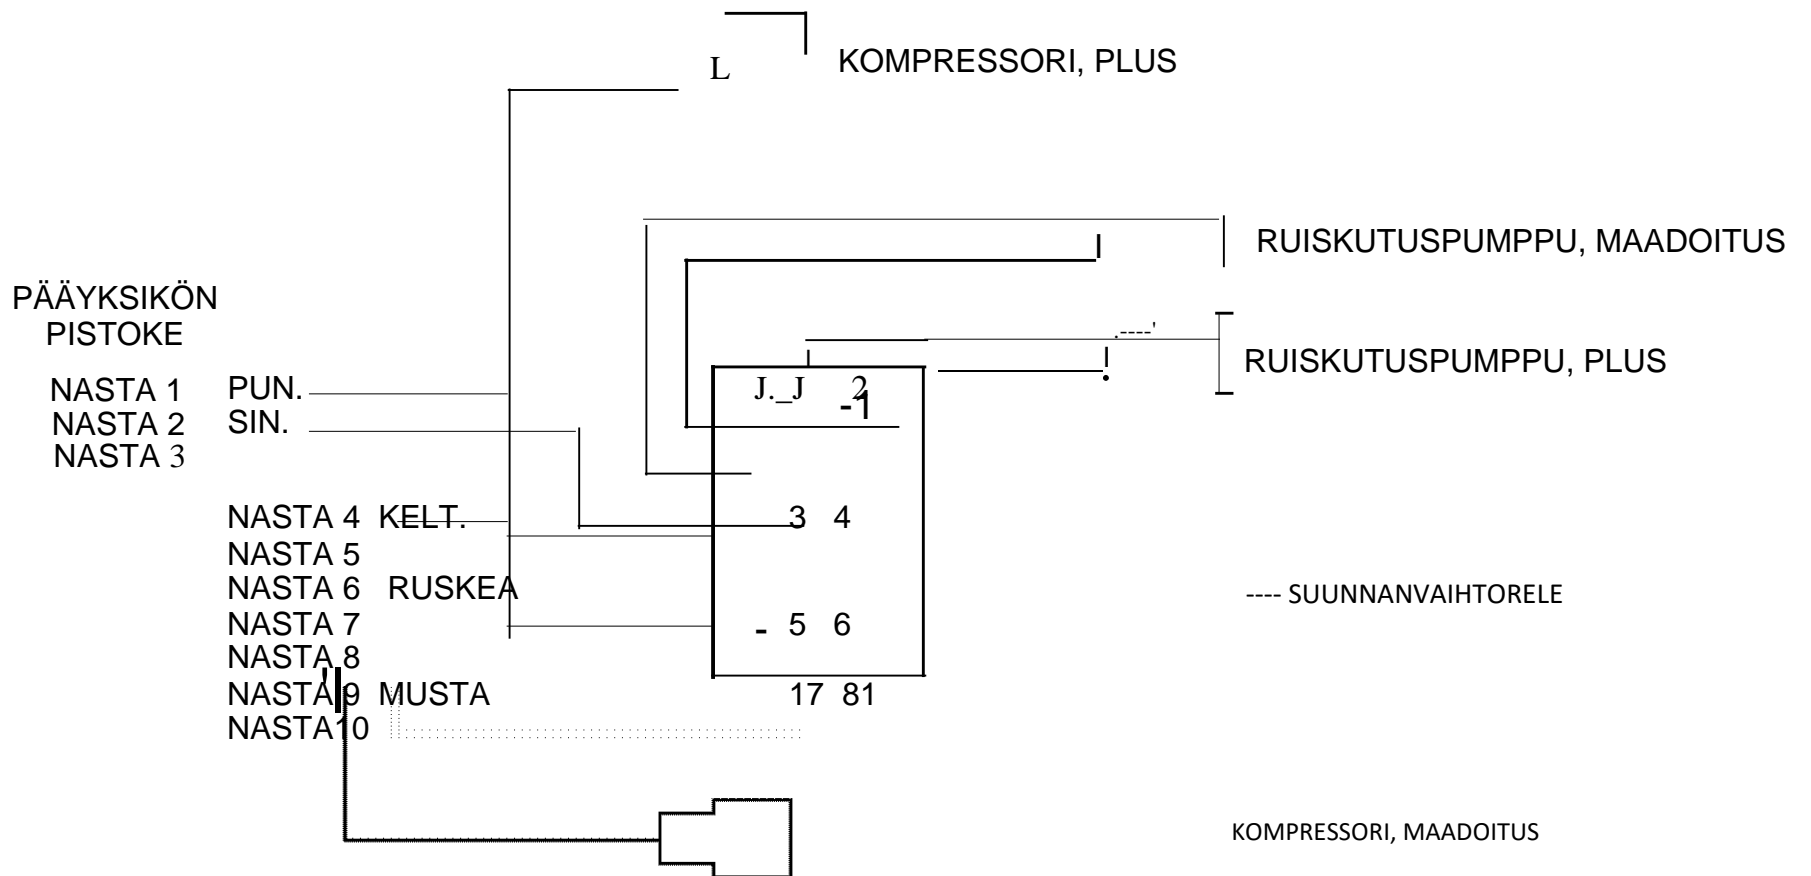 L
KOMPRESSORI, PLUS
RUISKUTUSPUMPPU, MAADOITUS
PÄÄYKSIKÖN
PISTOKE
.----'
RUISKUTUSPUMPPU, PLUS
NASTA 1 PUN.
J._J 2
-1
NASTA 2 SIN.
NASTA 3
NASTA 4 KELT.
3 4
NASTA 5
NASTA 6 RUSKEA
---- SUUNNANVAIHTORELE
NASTA 7
- 5 6
NASTA 8
NASTA 9 MUSTA
17 81
NASTA10
KOMPRESSORI, MAADOITUS